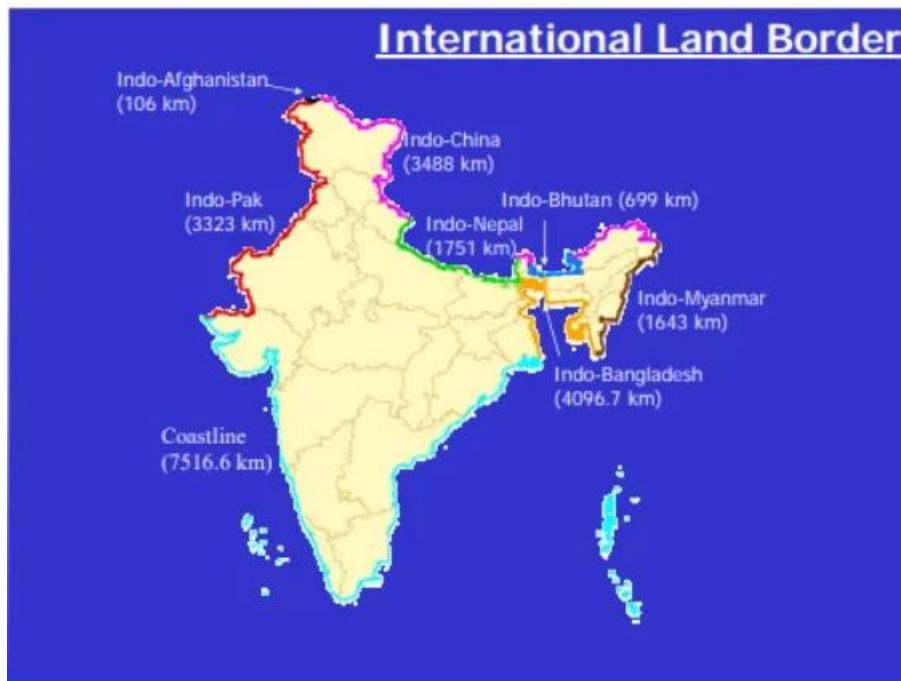 International Land Border
Indo-Afghanistan
(106 km)
Indo-China
(3488 km)
Indo-Pak
(3323 km)
Indo-Bhutan (699 km)
Indo-Nepal
(1751 km)
Indo-Myanmar
(1643 km)
Indo-Bangladesh
(4096.7 km)
Coastline
(7516.6 km)